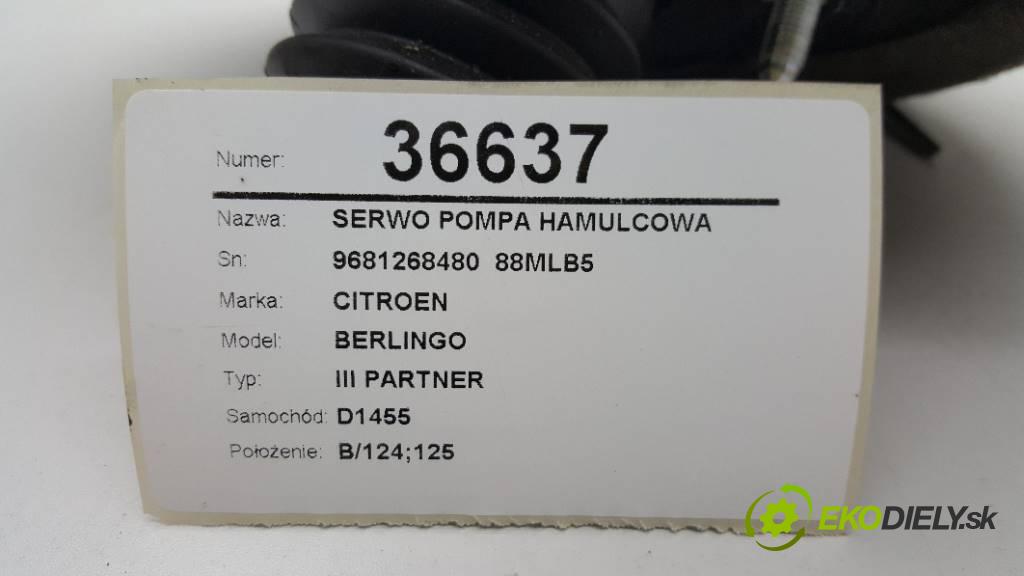 Numer: 36637
Nazwa: SERWO POMPA HAMULCOWA
Sn: 9681268480 88MLB5
Marka: CITROEN
Model: BERLINGO
Typ: III PARTNER
Samochód: D1455
Położenie: B/124;125
EKODIELY.sk